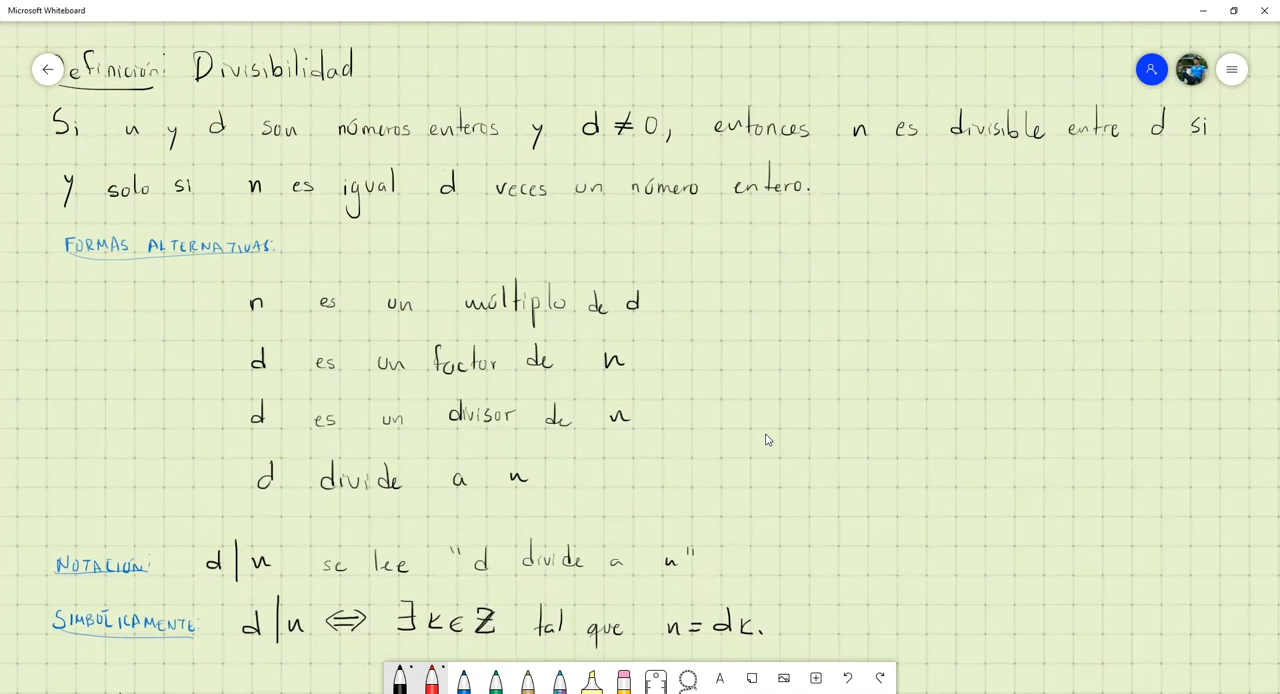 Microsoft Whiteboard
Definición: Divisibilidad
Si n y d son números enteros y d ≠ 0, entonces n es divisible entre d si
y solo si n es igual d veces un número entero.
FORMAS ALTERNATIVAS:
n es un múltiplo de d
d es un factor de n
d es un divisor de n
d divide a n
NOTACIÓN: d | n se lee "d divide a n"
SIMBÓLICAMENTE: d | n ⟺ ∃ k ∈ ℤ tal que n = dk.